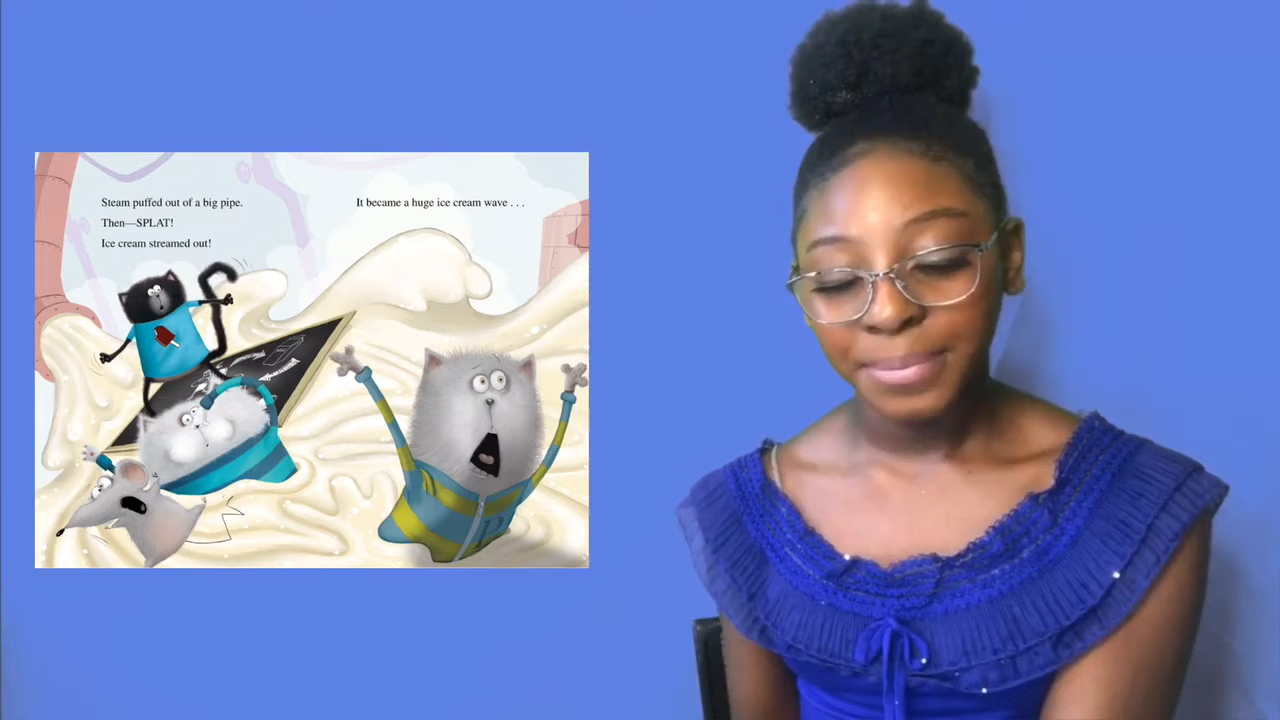 Steam puffed out of a big pipe.
Then—SPLAT!
Ice cream streamed out!
It became a huge ice cream wave . . .